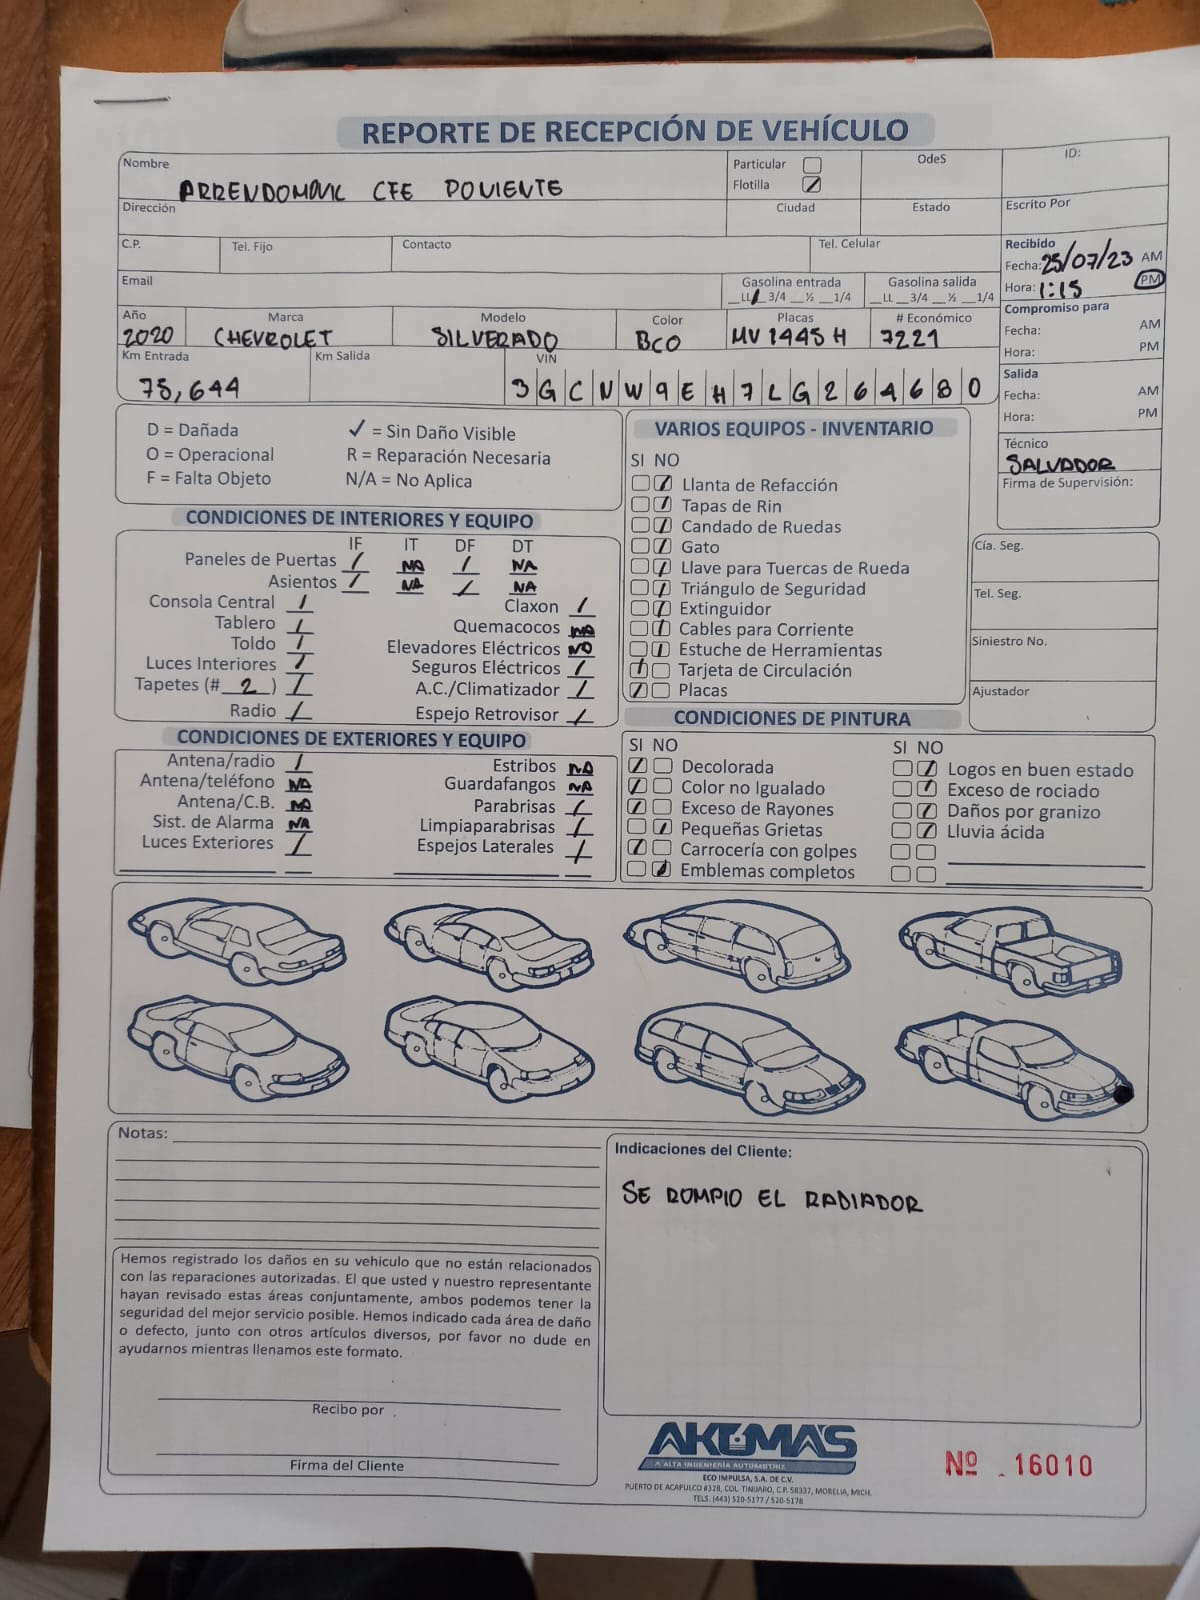 REPORTE DE RECEPCIÓN DE VEHÍCULO
Nombre ARRENDOMOVIL CFE PONIENTE
Particular
Flotilla /
OdeS
ID:
Dirección
Ciudad
Estado
Escrito Por
C.P.
Tel. Fijo
Contacto
Tel. Celular
Recibido
Fecha: 25/07/23 AM
Hora: 1:15 PM
Email
Gasolina entrada
__LL / 3/4 __½ __1/4
Gasolina salida
__LL __3/4 __½ __1/4
Compromiso para
Fecha: AM
Hora: PM
Año 2020
Marca CHEVROLET
Modelo SILVERADO
Color BCO
Placas MV 1445 H
# Económico 7221
Km Entrada 75,644
Km Salida
VIN 3GCNW9EH7LG264680
Salida
Fecha: AM
Hora: PM
Técnico
SALVADOR
Firma de Supervisión:
D = Dañada
✓ = Sin Daño Visible
O = Operacional
R = Reparación Necesaria
F = Falta Objeto
N/A = No Aplica
CONDICIONES DE INTERIORES Y EQUIPO
IF IT DF DT
Paneles de Puertas / NA / NA
Asientos / NA / NA
Consola Central /
Claxon /
Tablero /
Quemacocos NA
Toldo /
Elevadores Eléctricos NO
Luces Interiores /
Seguros Eléctricos /
Tapetes (# 2 ) /
A.C./Climatizador /
Radio /
Espejo Retrovisor /
CONDICIONES DE EXTERIORES Y EQUIPO
Antena/radio /
Estribos NA
Antena/teléfono NA
Guardafangos NA
Antena/C.B. NA
Parabrisas /
Sist. de Alarma NA
Limpiaparabrisas /
Luces Exteriores /
Espejos Laterales /
VARIOS EQUIPOS - INVENTARIO
SI NO
Llanta de Refacción
Tapas de Rin
Candado de Ruedas
Gato
Llave para Tuercas de Rueda
Triángulo de Seguridad
Extinguidor
Cables para Corriente
Estuche de Herramientas
Tarjeta de Circulación
Placas
Cía. Seg.
Tel. Seg.
Siniestro No.
Ajustador
CONDICIONES DE PINTURA
SI NO
Decolorada
Color no Igualado
Exceso de Rayones
Pequeñas Grietas
Carrocería con golpes
Emblemas completos
SI NO
Logos en buen estado
Exceso de rociado
Daños por granizo
Lluvia ácida
Notas:
Indicaciones del Cliente:
SE ROMPIO EL RADIADOR
Hemos registrado los daños en su vehiculo que no están relacionados
con las reparaciones autorizadas. El que usted y nuestro representante
hayan revisado estas áreas conjuntamente, ambos podemos tener la
seguridad del mejor servicio posible. Hemos indicado cada área de daño
o defecto, junto con otros artículos diversos, por favor no dude en
ayudarnos mientras llenamos este formato.
Recibo por
Firma del Cliente
AKUMA'S
A ALTA INGENIERÍA AUTOMOTRIZ
ECO IMPULSA, S.A. DE C.V.
PUERTO DE ACAPULCO #328, COL. TINIJARO, C.P. 58337, MORELIA, MICH.
TELS. (443) 520-5177 / 520-5178
Nº 16010